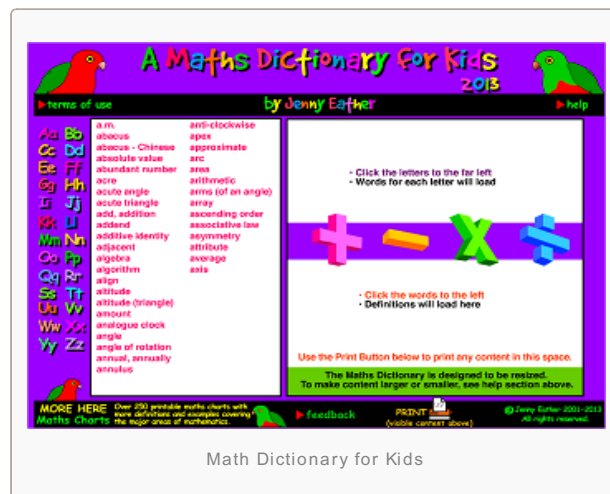 A Maths Dictionary for Kids
2013
terms of use
by Jenny Eather
help
Aa Bb
Cc Dd
Ee Ff
Gg Hh
Ii Jj
Kk Ll
Mm Nn
Oo Pp
Qq Rr
Ss Tt
Uu Vv
Ww Xx
Yy Zz
a.m.
abacus
abacus - Chinese
absolute value
abundant number
acre
acute angle
acute triangle
add, addition
addend
additive identity
adjacent
algebra
algorithm
align
altitude
altitude (triangle)
amount
analogue clock
angle
angle of rotation
annual, annually
annulus
anti-clockwise
apex
approximate
arc
area
arithmetic
arms (of an angle)
array
ascending order
associative law
asymmetry
attribute
average
axis
• Click the letters to the far left
• Words for each letter will load
+ − × ÷
• Click the words to the left
• Definitions will load here
Use the Print Button below to print any content in this space.
The Maths Dictionary is designed to be resized.
To make content larger or smaller, see help section above.
MORE HERE
Maths Charts
Over 250 printable maths charts with
more definitions and examples covering
the major areas of mathematics.
feedback
PRINT
(visible content above)
© Jenny Eather 2001-2013
All rights reserved.
Math Dictionary for Kids